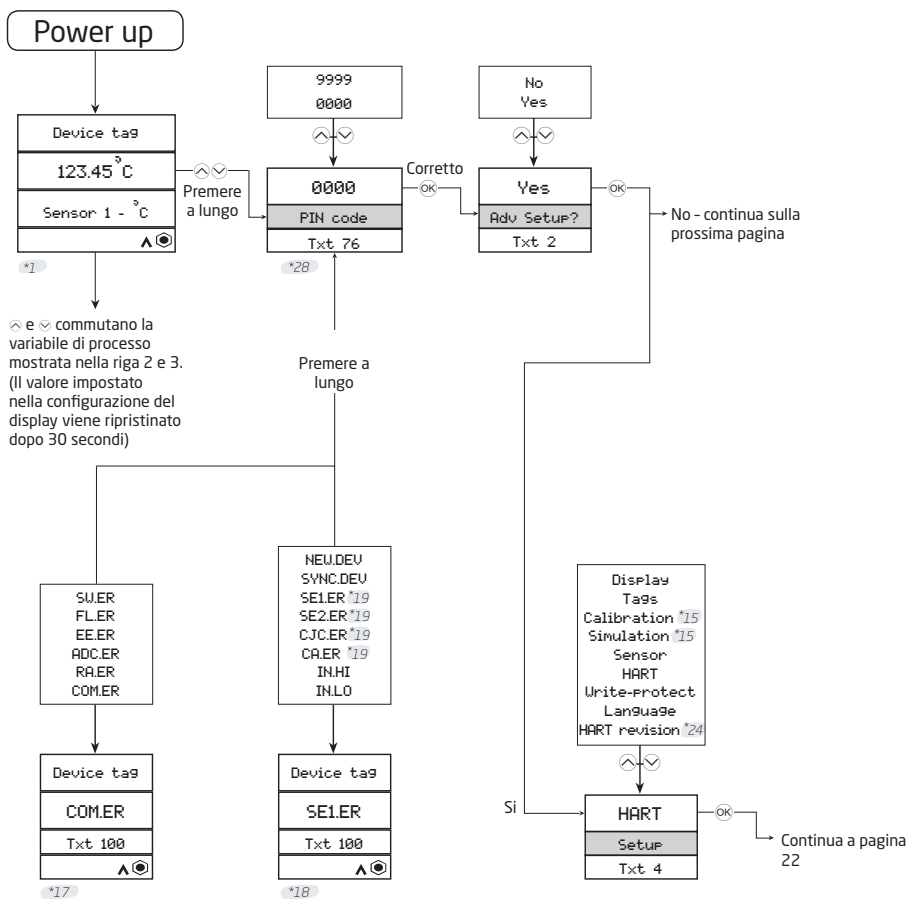 Power up
Device tag
123.45°C
Sensor 1 - °C
*1
Premere
a lungo
9999
0000
0000
PIN code
Txt 76
*28
Corretto
OK
No
Yes
Yes
Adv Setup?
Txt 2
OK
No - continua sulla
prossima pagina
e commutano la
variabile di processo
mostrata nella riga 2 e 3.
(Il valore impostato
nella configurazione del
display viene ripristinato
dopo 30 secondi)
Premere a
lungo
SW.ER
FL.ER
EE.ER
ADC.ER
RA.ER
COM.ER
Device tag
COM.ER
Txt 100
*17
NEW.DEV
SYNC.DEV
SE1.ER *19
SE2.ER *19
CJC.ER *19
CA.ER *19
IN.HI
IN.LO
Device tag
SE1.ER
Txt 100
*18
Display
Tags
Calibration *15
Simulation *15
Sensor
HART
Write-protect
Language
HART revision *24
Si
HART
Setup
Txt 4
OK
Continua a pagina
22